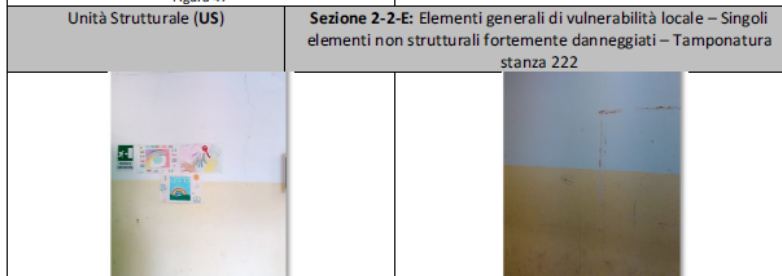 Unità Strutturale (US)
Sezione 2-2-E: Elementi generali di vulnerabilità locale – Singoli
elementi non strutturali fortemente danneggiati – Tamponatura
stanza 222